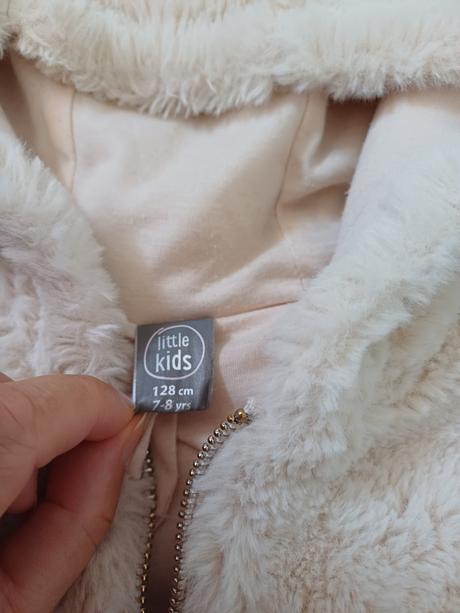 little
kids
128 cm
7-8 yrs